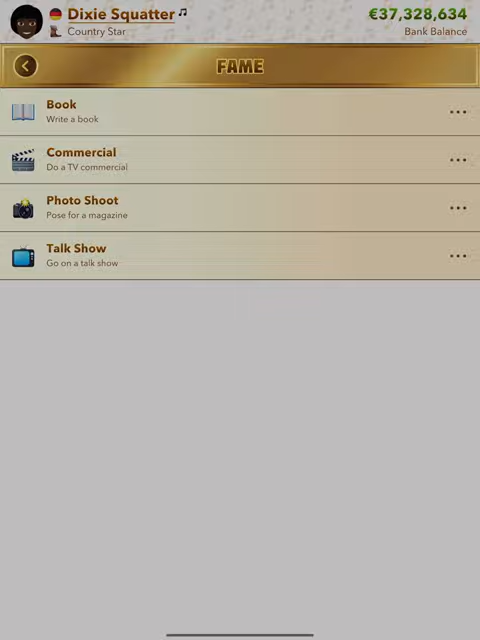 Dixie Squatter
Country Star
€37,328,634
Bank Balance
FAME
Book
Write a book
Commercial
Do a TV commercial
Photo Shoot
Pose for a magazine
Talk Show
Go on a talk show